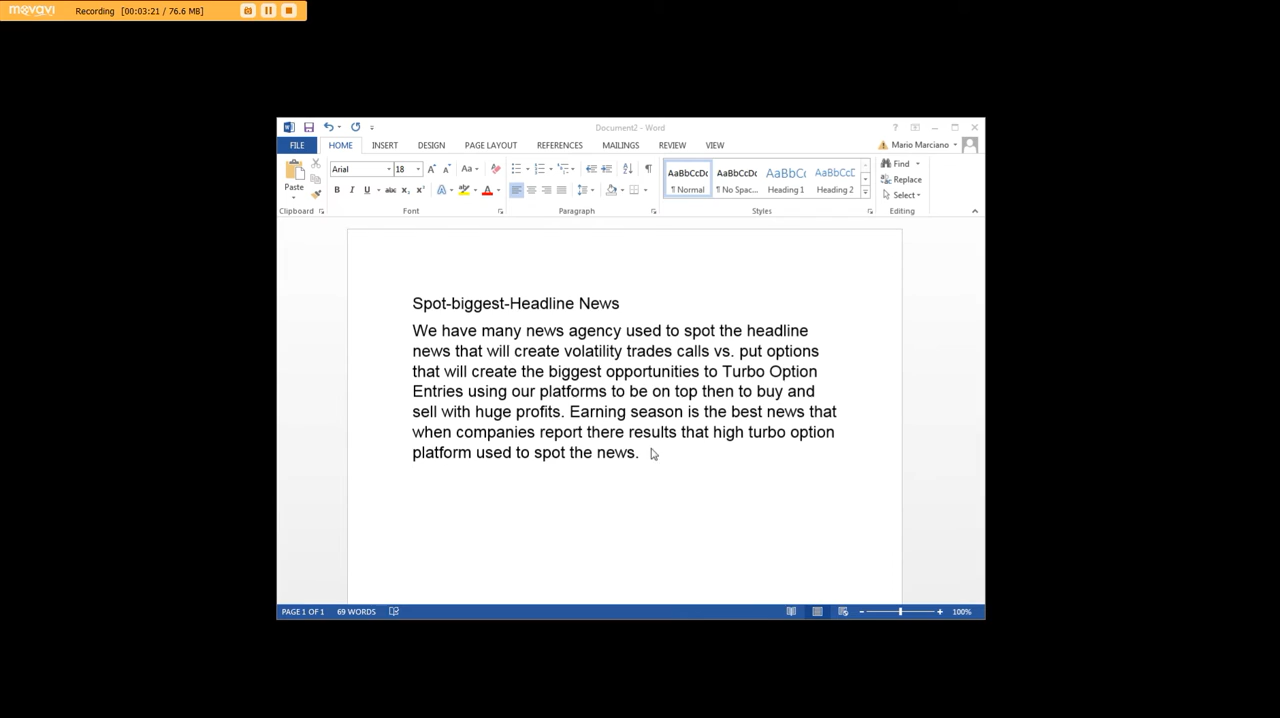 movavi Recording [00:03:21 / 76.6 MB]
Document2 - Word
FILE HOME INSERT DESIGN PAGE LAYOUT REFERENCES MAILINGS REVIEW VIEW Mario Marciano
Arial 18 Aa Find
Paste AaBbCcDc AaBbCcDc AaBbCc AaBbCcC Replace
B I U abc X₂ X² A A ¶ Normal ¶ No Spac... Heading 1 Heading 2 Select
Clipboard Font Paragraph Styles Editing
Spot-biggest-Headline News
We have many news agency used to spot the headline
news that will create volatility trades calls vs. put options
that will create the biggest opportunities to Turbo Option
Entries using our platforms to be on top then to buy and
sell with huge profits. Earning season is the best news that
when companies report there results that high turbo option
platform used to spot the news.
PAGE 1 OF 1 69 WORDS 100%